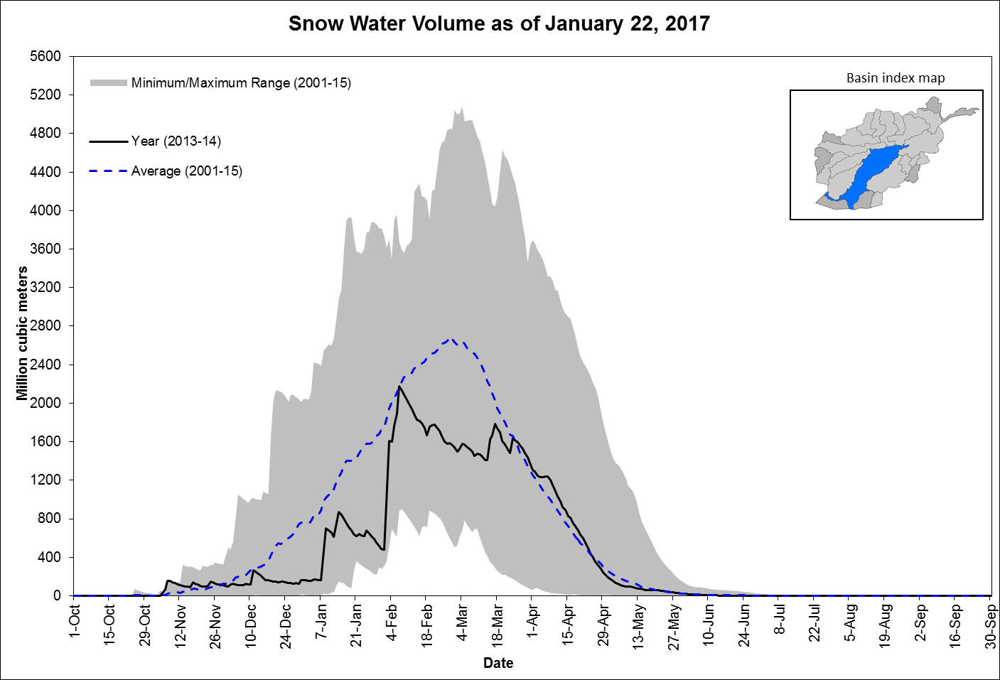 Snow Water Volume as of January 22, 2017
5600
5200
4800
4400
4000
3600
3200
2800
2400
2000
1600
1200
800
400
0
Million cubic meters
Minimum/Maximum Range (2001-15)
Year (2013-14)
Average (2001-15)
Basin index map
1-Oct
15-Oct
29-Oct
12-Nov
26-Nov
10-Dec
24-Dec
7-Jan
21-Jan
4-Feb
18-Feb
4-Mar
18-Mar
1-Apr
15-Apr
29-Apr
13-May
27-May
10-Jun
24-Jun
8-Jul
22-Jul
5-Aug
19-Aug
2-Sep
16-Sep
30-Sep
Date